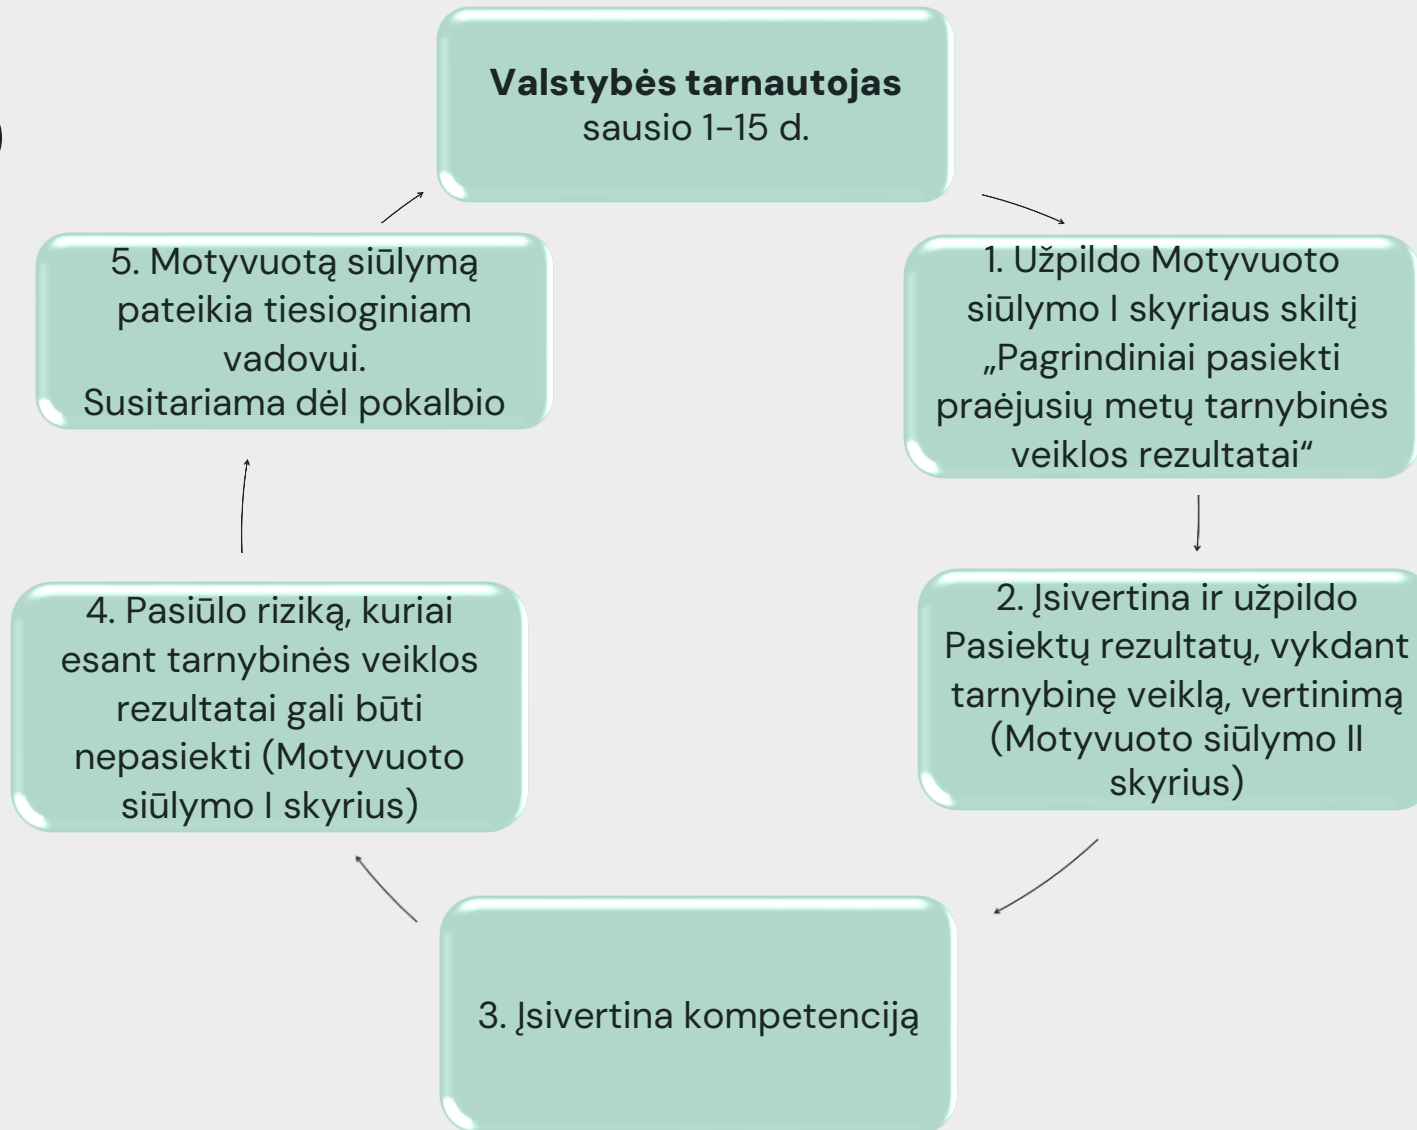 Valstybės tarnautojas
sausio 1-15 d.
1. Užpildo Motyvuoto
siūlymo I skyriaus skiltį
„Pagrindiniai pasiekti
praėjusių metų tarnybinės
veiklos rezultatai“
2. Įsivertina ir užpildo
Pasiektų rezultatų, vykdant
tarnybinę veiklą, vertinimą
(Motyvuoto siūlymo II
skyrius)
3. Įsivertina kompetenciją
4. Pasiūlo riziką, kuriai
esant tarnybinės veiklos
rezultatai gali būti
nepasiekti (Motyvuoto
siūlymo I skyrius)
5. Motyvuotą siūlymą
pateikia tiesioginiam
vadovui.
Susitariama dėl pokalbio